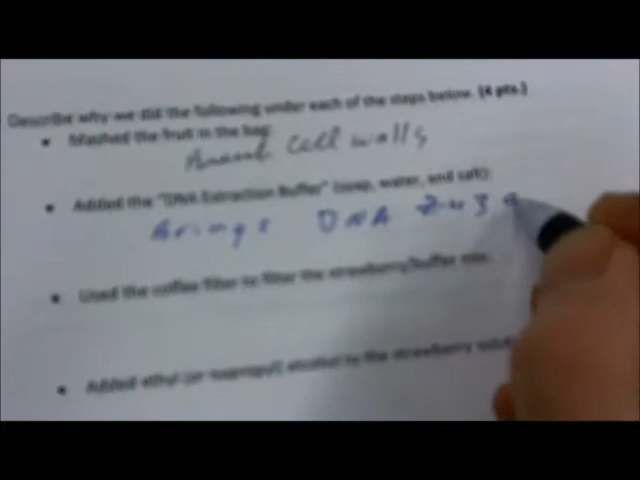 Describe why we did the following under each of the steps below. (4 pts.)
• Mashed the fruit in the bag:
cell walls
• Added the "DNA Extraction Buffer" (soap, water, and salt):
Brings DNA
• Used the coffee filter to filter the strawberry/buffer mix:
• Added ethyl (or isopropyl) alcohol to the strawberry